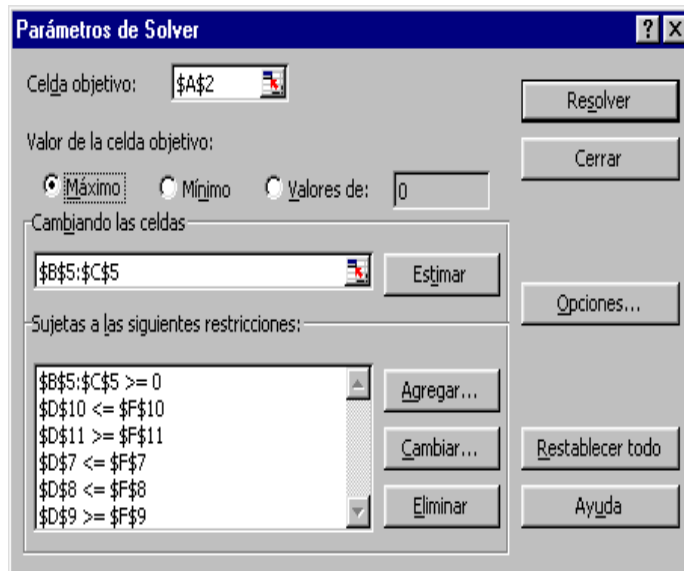 Parámetros de Solver
Celda objetivo: $A$2
Resolver
Valor de la celda objetivo:
Cerrar
Máximo Mínimo Valores de: 0
Cambiando las celdas
$B$5:$C$5 Estimar
Opciones...
Sujetas a las siguientes restricciones:
$B$5:$C$5 >= 0
$D$10 <= $F$10
$D$11 >= $F$11
$D$7 <= $F$7
$D$8 <= $F$8
$D$9 >= $F$9
Agregar...
Cambiar...
Eliminar
Restablecer todo
Ayuda